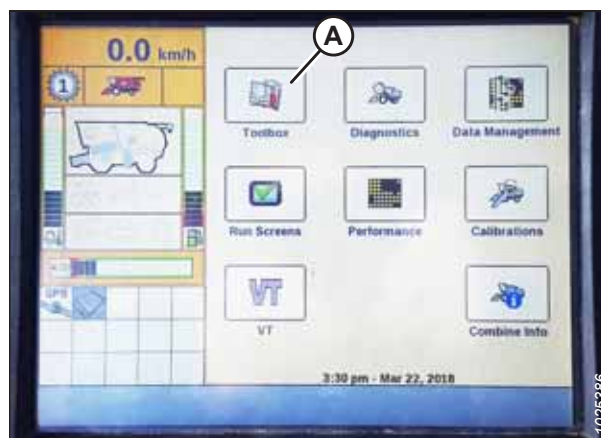 A
0.0 km/h
1
Toolbox
Diagnostics
Data Management
Run Screens
Performance
Calibrations
GPS
VT
VT
Combine Info
3:30 pm - Mar 22, 2018
1025286